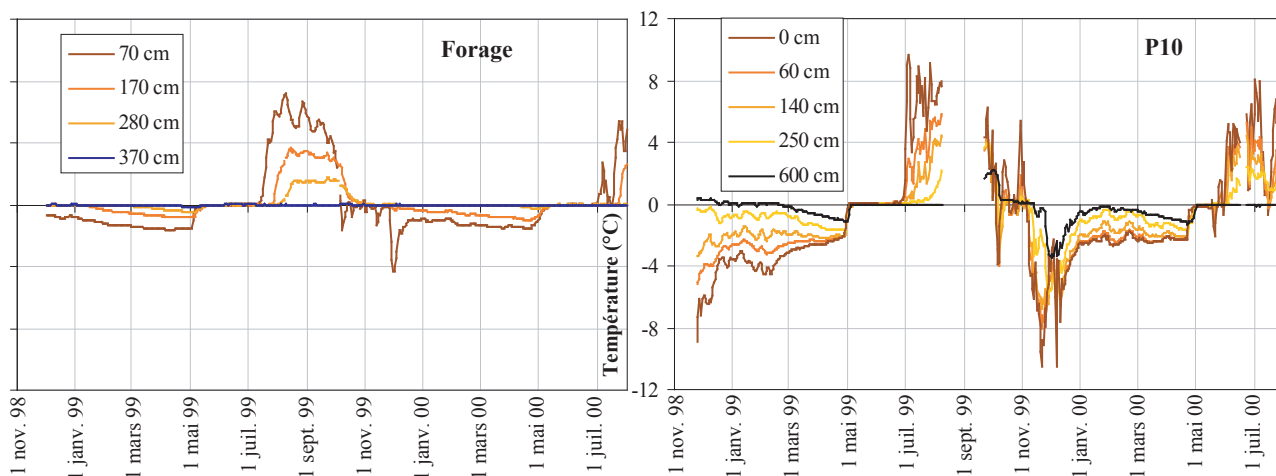 Forage
70 cm
170 cm
280 cm
370 cm
1 nov. 98
1 janv. 99
1 mars 99
1 mai 99
1 juil. 99
1 sept. 99
1 nov. 99
1 janv. 00
1 mars 00
1 mai 00
1 juil. 00
Température (°C)
P10
0 cm
60 cm
140 cm
250 cm
600 cm
12
8
4
0
-4
-8
-12
1 nov. 98
1 janv. 99
1 mars 99
1 mai 99
1 juil. 99
1 sept. 99
1 nov. 99
1 janv. 00
1 mars 00
1 mai 00
1 juil. 00